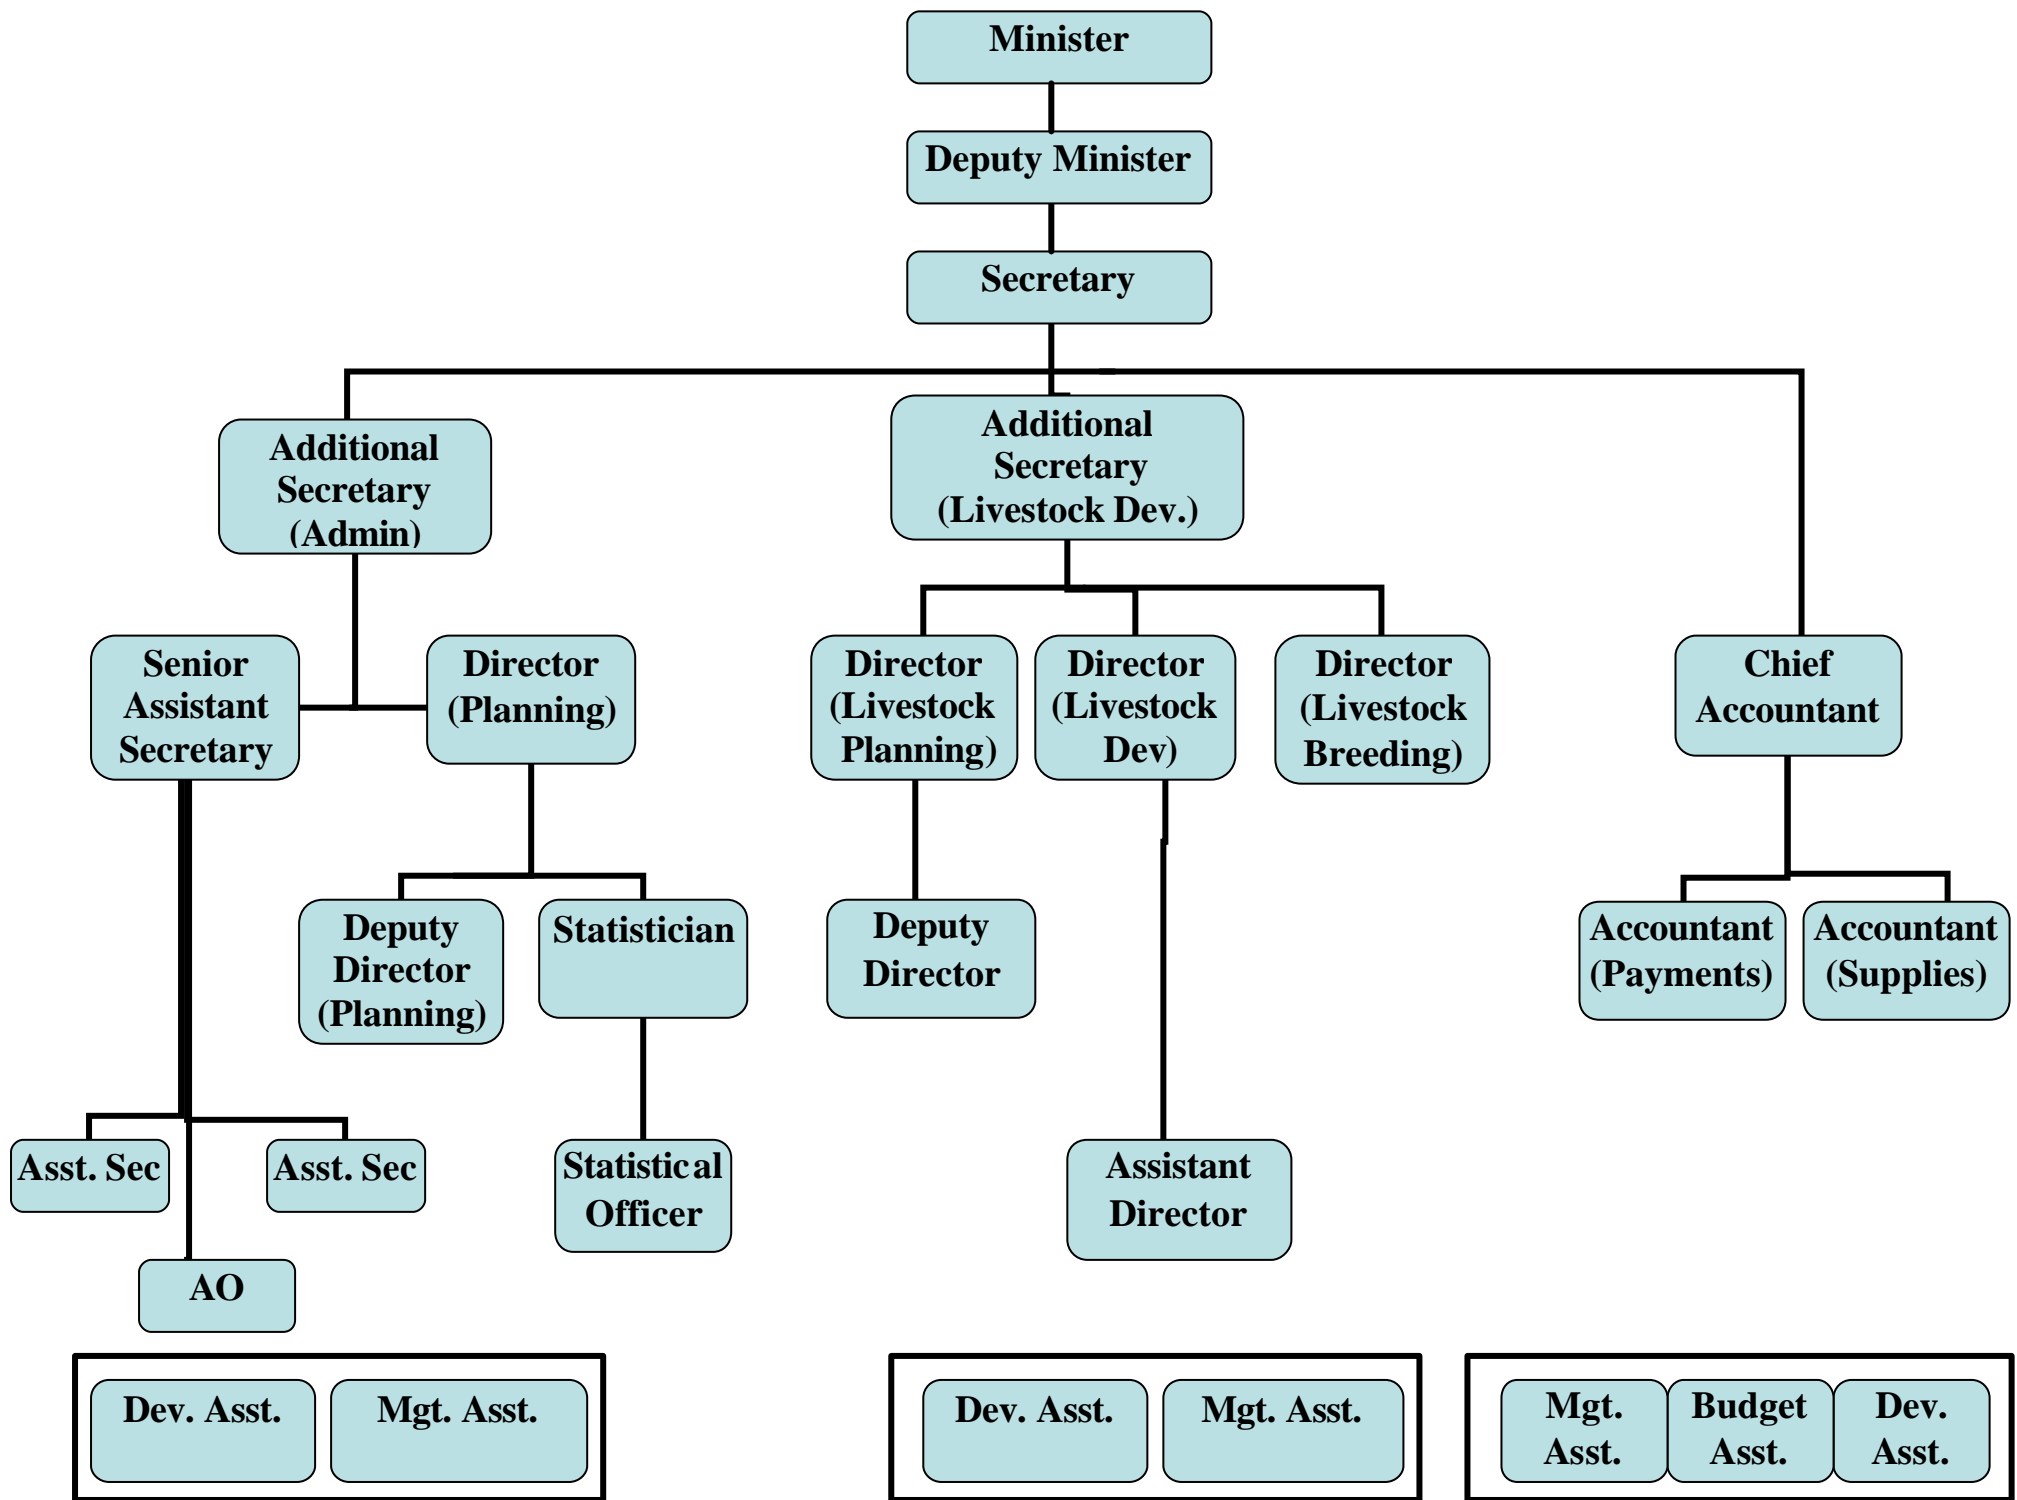 Minister
Deputy Minister
Secretary
Additional
Secretary
(Admin)
Additional
Secretary
(Livestock Dev.)
Senior
Assistant
Secretary
Director
(Planning)
Director
(Livestock
Planning)
Director
(Livestock
Dev)
Director
(Livestock
Breeding)
Chief
Accountant
Deputy
Director
(Planning)
Statistician
Deputy
Director
Accountant
(Payments)
Accountant
(Supplies)
Asst. Sec
Asst. Sec
Statistical
Officer
Assistant
Director
AO
Dev. Asst.
Mgt. Asst.
Dev. Asst.
Mgt. Asst.
Mgt.
Asst.
Budget
Asst.
Dev.
Asst.